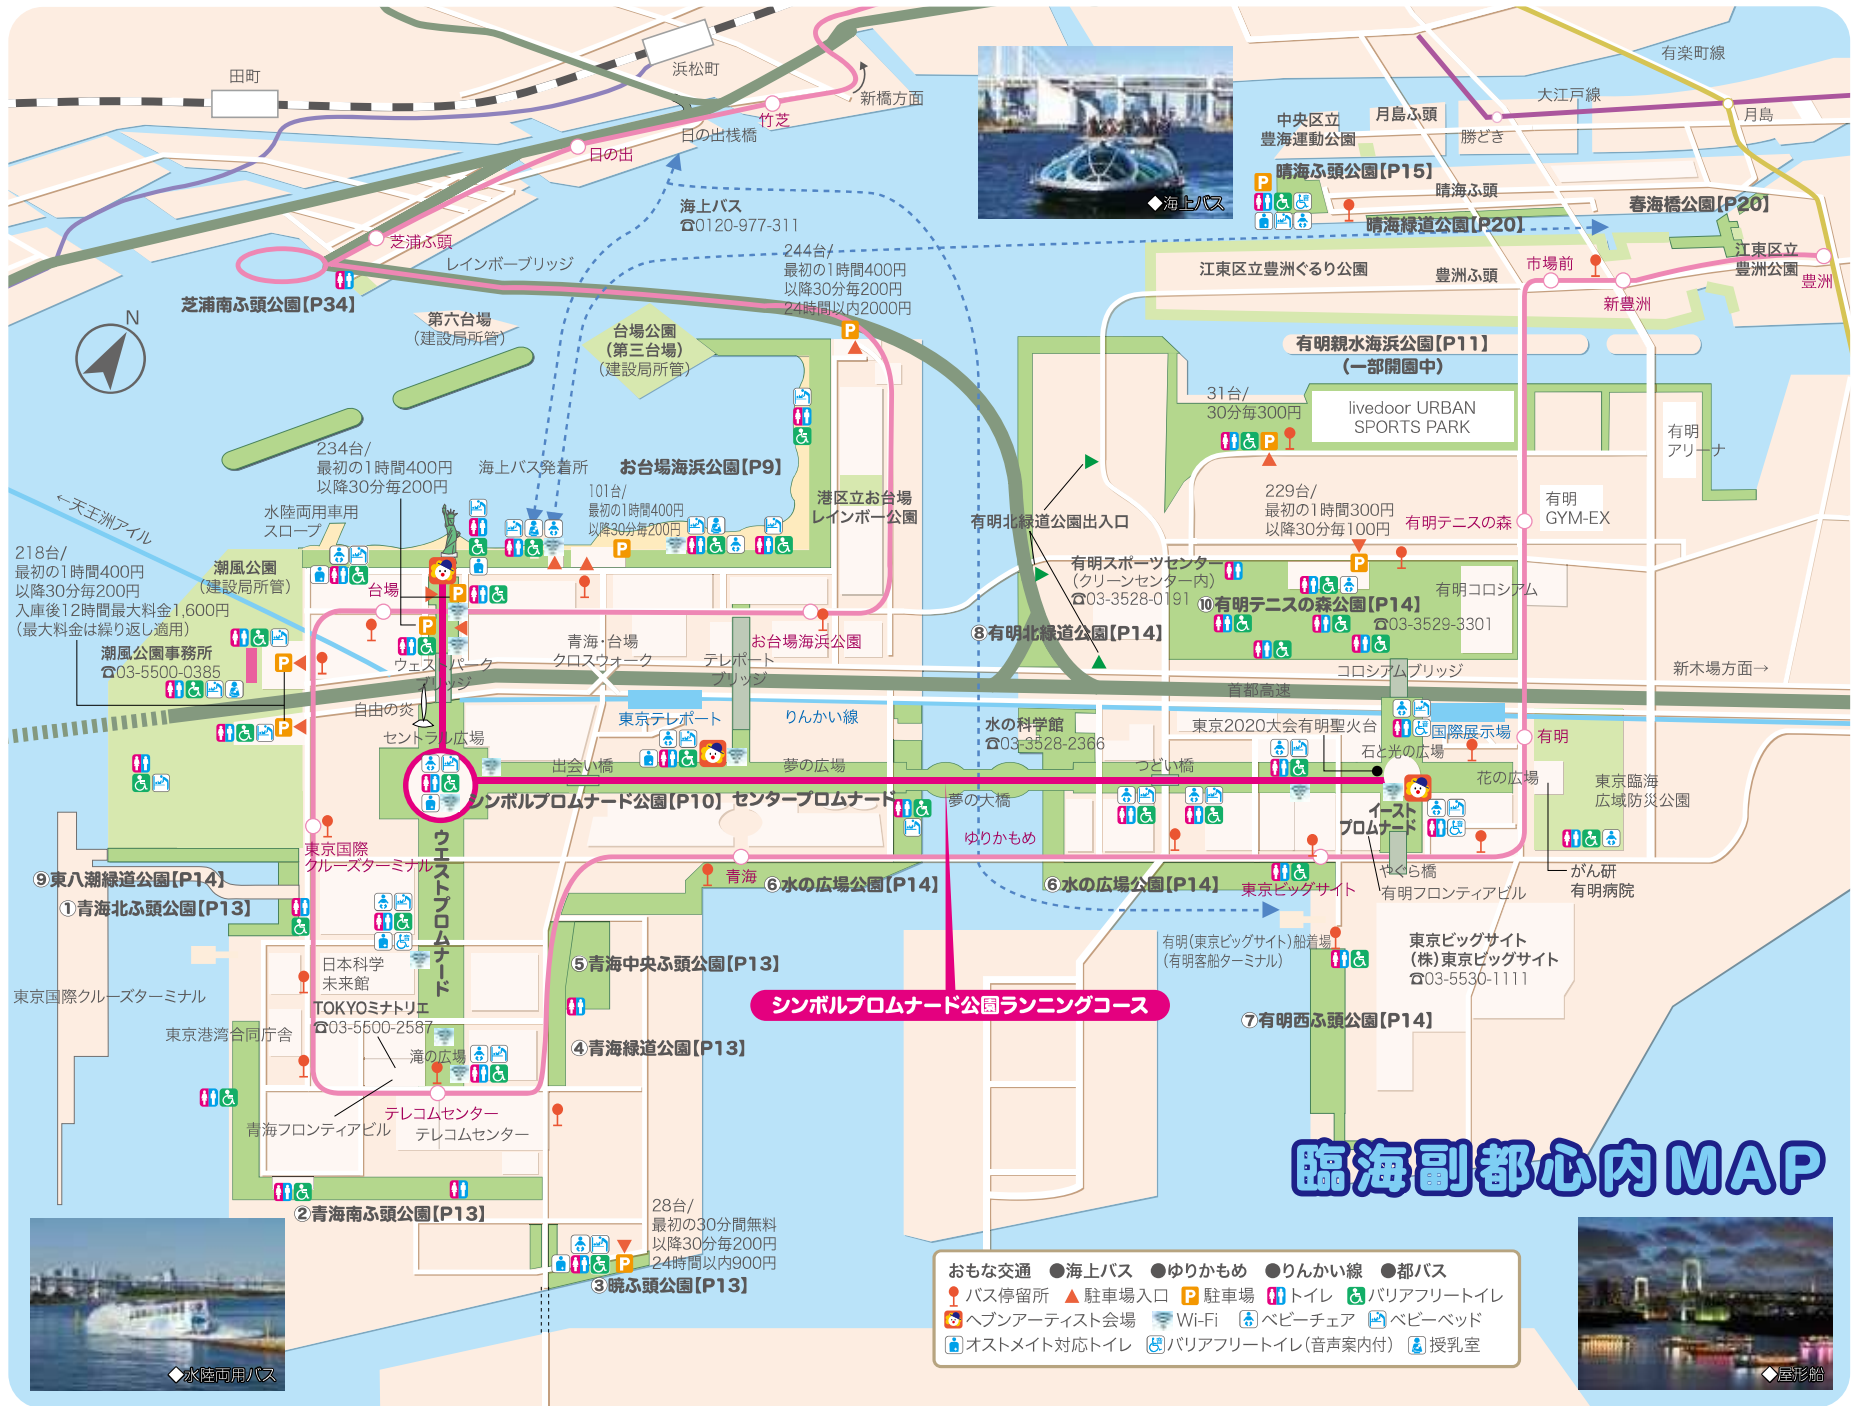 田町
浜松町
新橋方面
竹芝
日の出桟橋
日の出
海上バス
☎0120-977-311
芝浦ふ頭
レインボーブリッジ
芝浦南ふ頭公園【P34】
N
244台/
最初の1時間400円
以降30分毎200円
24時間以内2000円
◆海上バス
有楽町線
大江戸線
月島
月島ふ頭
勝どき
中央区立
豊海運動公園
晴海ふ頭公園【P15】
晴海ふ頭
晴海緑道公園【P20】
春海橋公園【P20】
江東区立
豊洲公園
豊洲
江東区立豊洲ぐるり公園
豊洲ふ頭
市場前
新豊洲
有明親水海浜公園【P11】
(一部開園中)
第六台場
(建設局所管)
台場公園
(第三台場)
(建設局所管)
31台/
30分毎300円
livedoor URBAN
SPORTS PARK
有明
アリーナ
有明
GYM-EX
234台/
最初の1時間400円
以降30分毎200円
海上バス発着所
お台場海浜公園【P9】
101台/
最初の1時間400円
以降30分毎200円
港区立お台場
レインボー公園
←天王洲アイル
水陸両用車用
スロープ
218台/
最初の1時間400円
以降30分毎200円
入庫後12時間最大料金1,600円
(最大料金は繰り返し適用)
潮風公園
(建設局所管)
潮風公園事務所
☎03-5500-0385
台場
有明北緑道公園出入口
有明スポーツセンター
(クリーンセンター内)
☎03-3528-0191
229台/
最初の1時間300円
以降30分毎100円
有明テニスの森
⑩有明テニスの森公園【P14】
☎03-3529-3301
有明コロシアム
⑧有明北緑道公園【P14】
お台場海浜公園
青海・台場
クロスウォーク
テレポート
ブリッジ
ウェストパーク
ブリッジ
自由の炎
セントラル広場
東京テレポート
りんかい線
首都高速
コロシアムブリッジ
新木場方面→
水の科学館
☎03-3528-2366
東京2020大会有明聖火台
国際展示場
有明
石と光の広場
花の広場
東京臨海
広域防災公園
出会い橋
夢の広場
つどい橋
夢の大橋
シンボルプロムナード公園【P10】
センタープロムナード
ウエストプロムナード
イースト
プロムナード
ゆりかもめ
東京国際
クルーズターミナル
青海
東京ビッグサイト
やぐら橋
有明フロンティアビル
がん研
有明病院
⑨東八潮緑道公園【P14】
①青海北ふ頭公園【P13】
⑥水の広場公園【P14】
⑥水の広場公園【P14】
有明(東京ビッグサイト)船着場
(有明客船ターミナル)
東京ビッグサイト
(株)東京ビッグサイト
☎03-5530-1111
⑤青海中央ふ頭公園【P13】
日本科学
未来館
東京国際クルーズターミナル
TOKYOミナトリエ
☎03-5500-2587
東京港湾合同庁舎
滝の広場
シンボルプロムナード公園ランニングコース
⑦有明西ふ頭公園【P14】
④青海緑道公園【P13】
テレコムセンター
テレコムセンター
青海フロンティアビル
臨海副都心内MAP
②青海南ふ頭公園【P13】
28台/
最初の30分間無料
以降30分毎200円
24時間以内900円
③暁ふ頭公園【P13】
◆水陸両用バス
おもな交通 ●海上バス ●ゆりかもめ ●りんかい線 ●都バス
バス停留所 駐車場入口 P 駐車場 トイレ バリアフリートイレ
ヘブンアーティスト会場 Wi-Fi ベビーチェア ベビーベッド
オストメイト対応トイレ バリアフリートイレ(音声案内付) 授乳室
◆屋形船